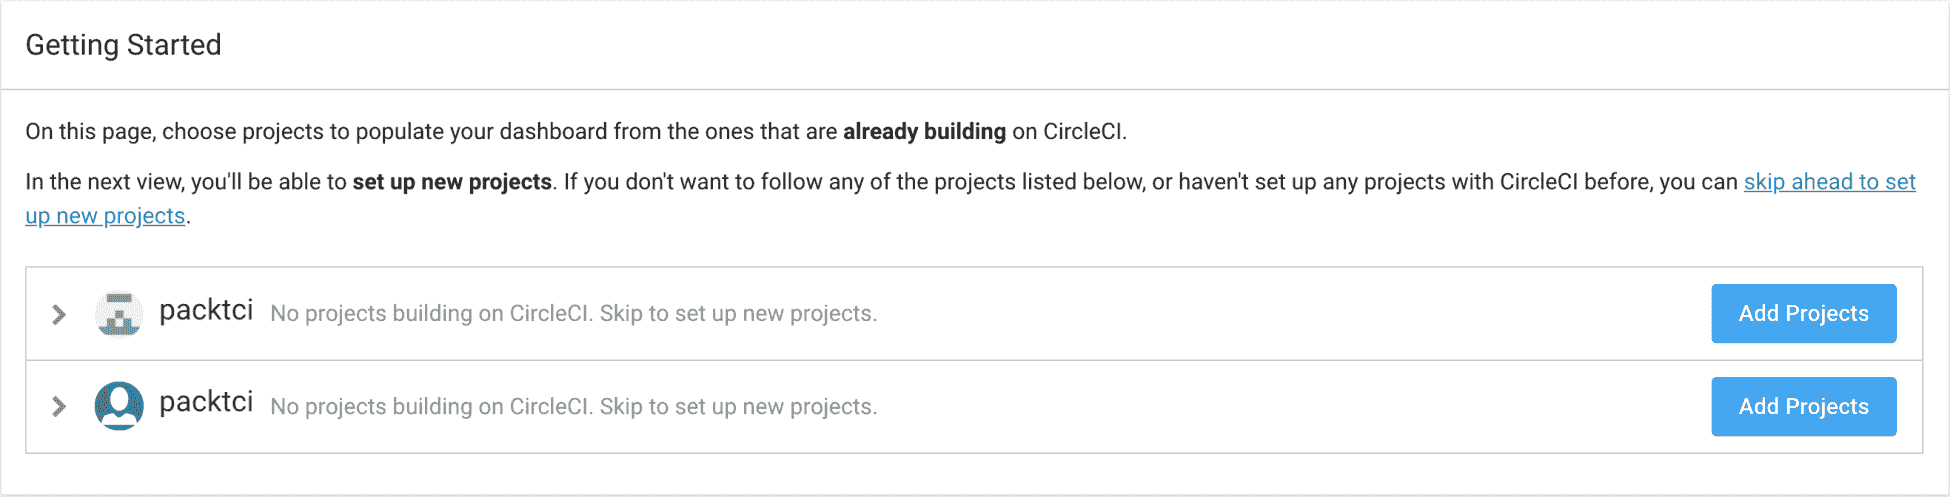 Getting Started
On this page, choose projects to populate your dashboard from the ones that are already building on CircleCI.
In the next view, you'll be able to set up new projects. If you don't want to follow any of the projects listed below, or haven't set up any projects with CircleCI before, you can skip ahead to set
up new projects.
packtci No projects building on CircleCI. Skip to set up new projects. Add Projects
packtci No projects building on CircleCI. Skip to set up new projects. Add Projects